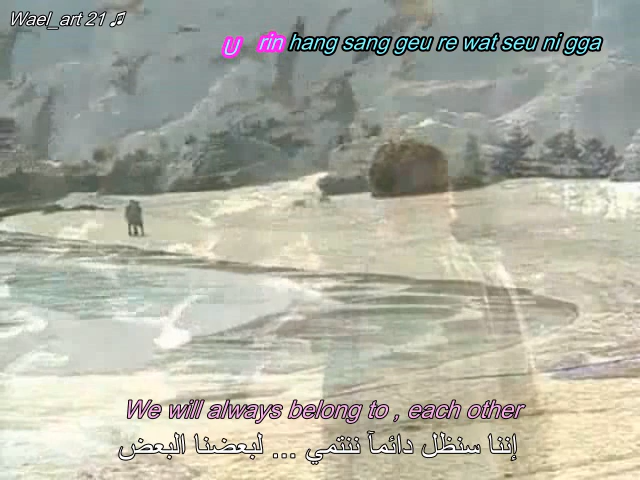 Wael_art 21 ♫
U rin hang sang geu re wat seu ni gga
We will always belong to , each other
إننا سنظل دائمآ ننتمي ... لبعضنا البعض